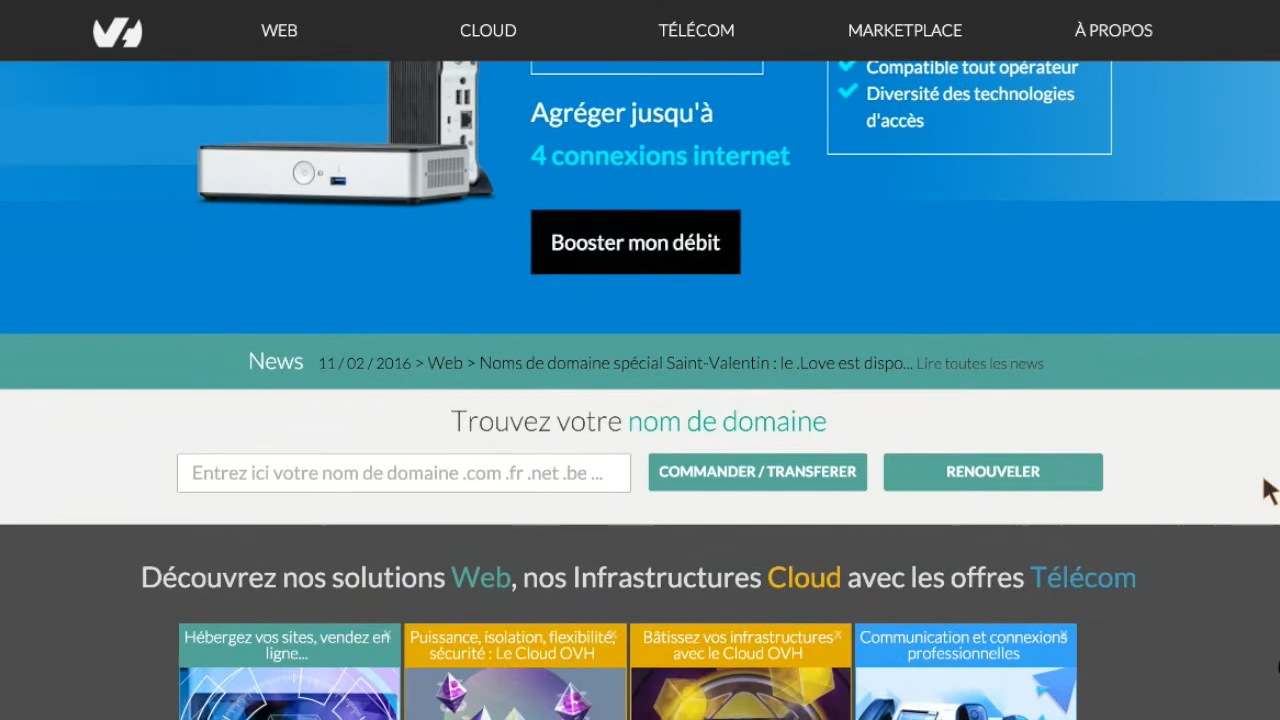 WEB
CLOUD
TÉLÉCOM
MARKETPLACE
À PROPOS
Compatible tout opérateur
Diversité des technologies
d'accès
Agréger jusqu'à
4 connexions internet
Booster mon débit
News 11 / 02 / 2016 > Web > Noms de domaine spécial Saint-Valentin : le .Love est dispo... Lire toutes les news
Trouvez votre nom de domaine
Entrez ici votre nom de domaine .com .fr .net .be ...
COMMANDER / TRANSFERER
RENOUVELER
Découvrez nos solutions Web, nos Infrastructures Cloud avec les offres Télécom
Hébergez vos sites, vendez en
ligne...
Puissance, isolation, flexibilité,
sécurité : Le Cloud OVH
Bâtissez vos infrastructures
avec le Cloud OVH
Communication et connexions
professionnelles